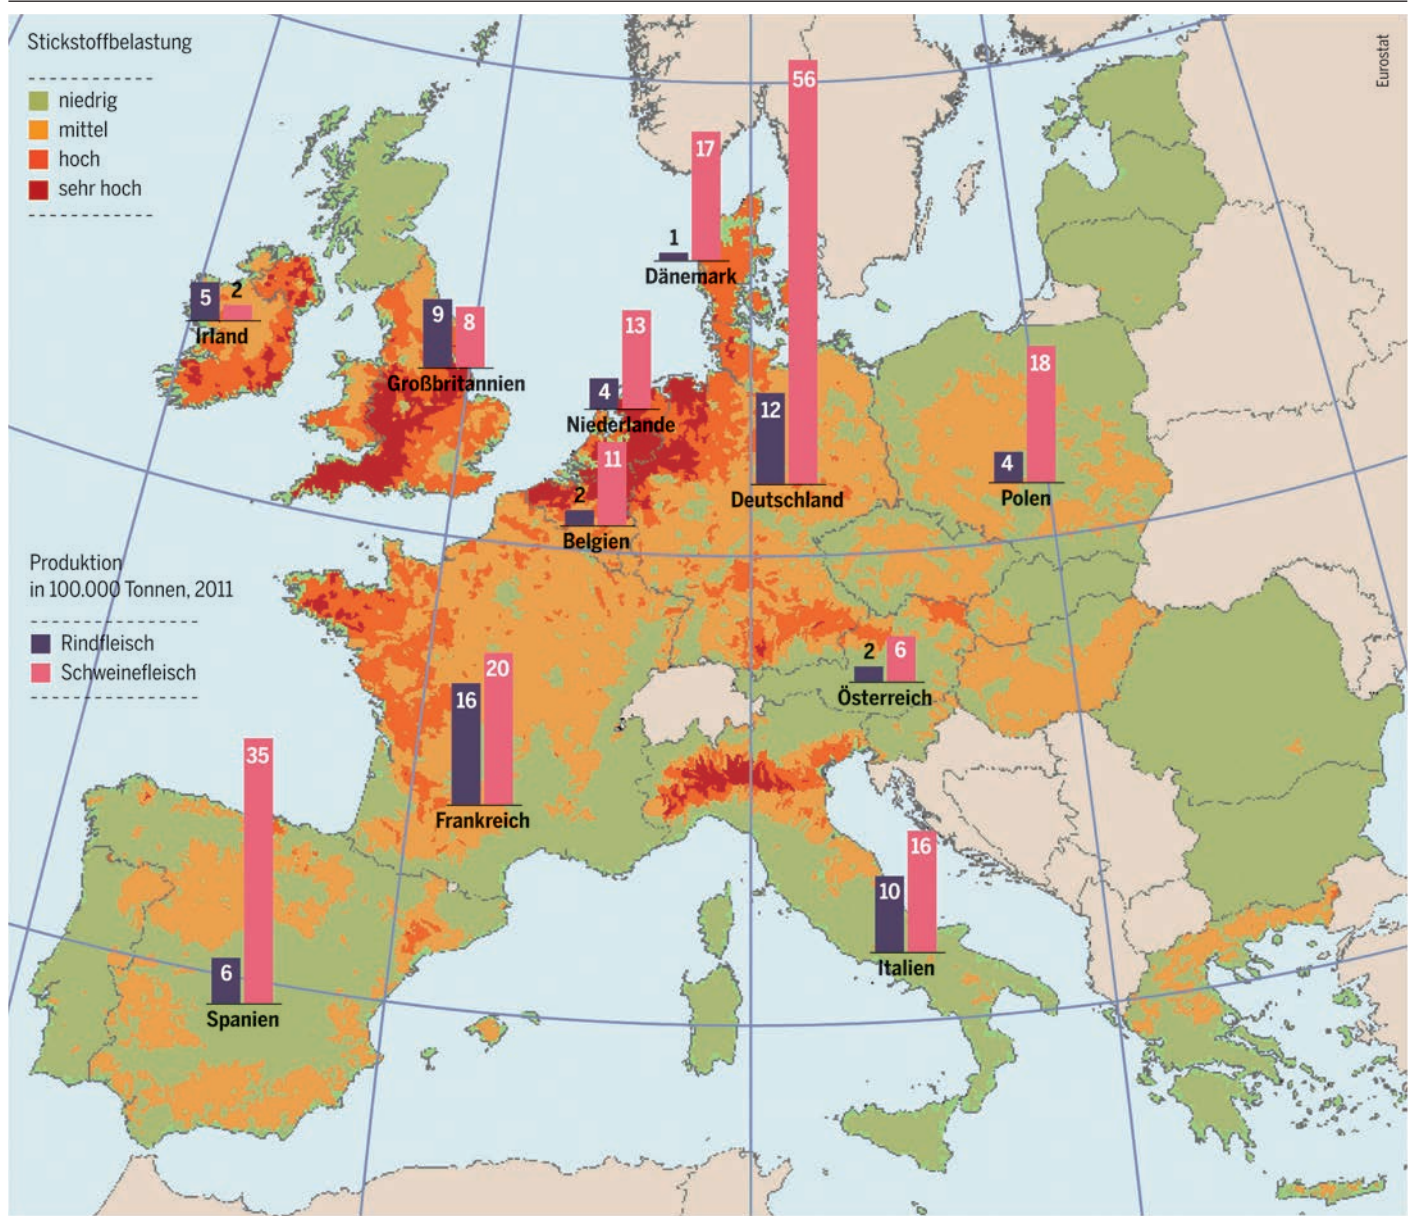 Stickstoffbelastung
niedrig
mittel
hoch
sehr hoch
Eurostat
56
17
1
Dänemark
5
2
Irland
9
8
Großbritannien
13
4
Niederlande
12
Deutschland
18
4
Polen
11
2
Belgien
Produktion
in 100.000 Tonnen, 2011
Rindfleisch
Schweinefleisch
2
6
Österreich
20
16
Frankreich
35
6
Spanien
16
10
Italien